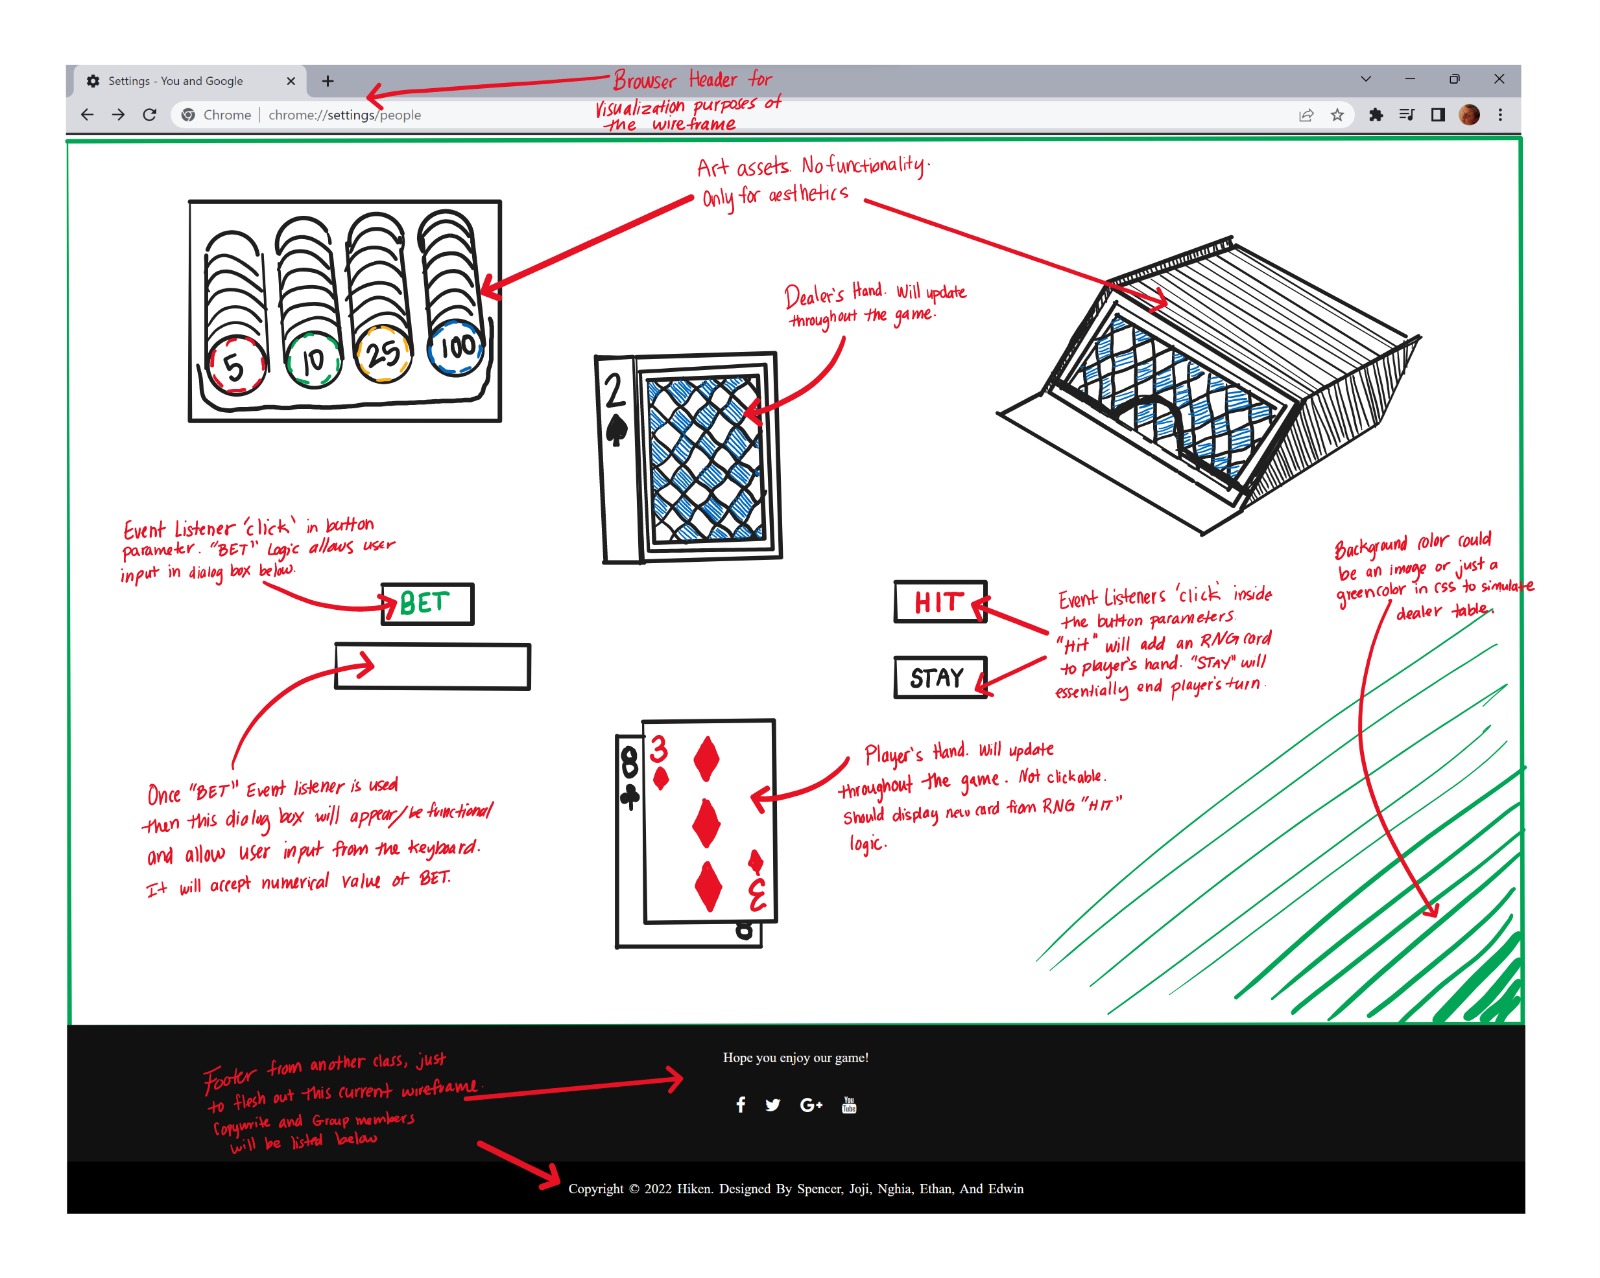 Settings - You and Google
Chrome
chrome://settings/people
Browser Header for
Visualization purposes of
the wireframe
Art assets. No functionality.
Only for aesthetics
5
10
25
100
Dealer's Hand. Will update
throughout the game.
2
Event Listener 'click' in button
parameter. "BET" Logic allows user
input in dialog box below.
BET
HIT
STAY
Event Listeners 'click' inside
the button parameters.
"Hit" will add an RNG card
to player's hand. "STAY" will
essentially end player's turn.
Background color could
be an image or just a
green color in css to simulate
dealer table.
Once "BET" Event listener is used
then this dialog box will appear/be functional
and allow user input from the keyboard.
It will accept numerical value of BET.
8
3
3
8
Player's Hand. Will update
throughout the game. Not clickable.
Should display new card from RNG "HIT"
logic.
Footer from another class, just
to flesh out this current wireframe.
Copywrite and Group members
will be listed below
Hope you enjoy our game!
f
G+
You
Tube
Copyright © 2022 Hiken. Designed By Spencer, Joji, Nghia, Ethan, And Edwin